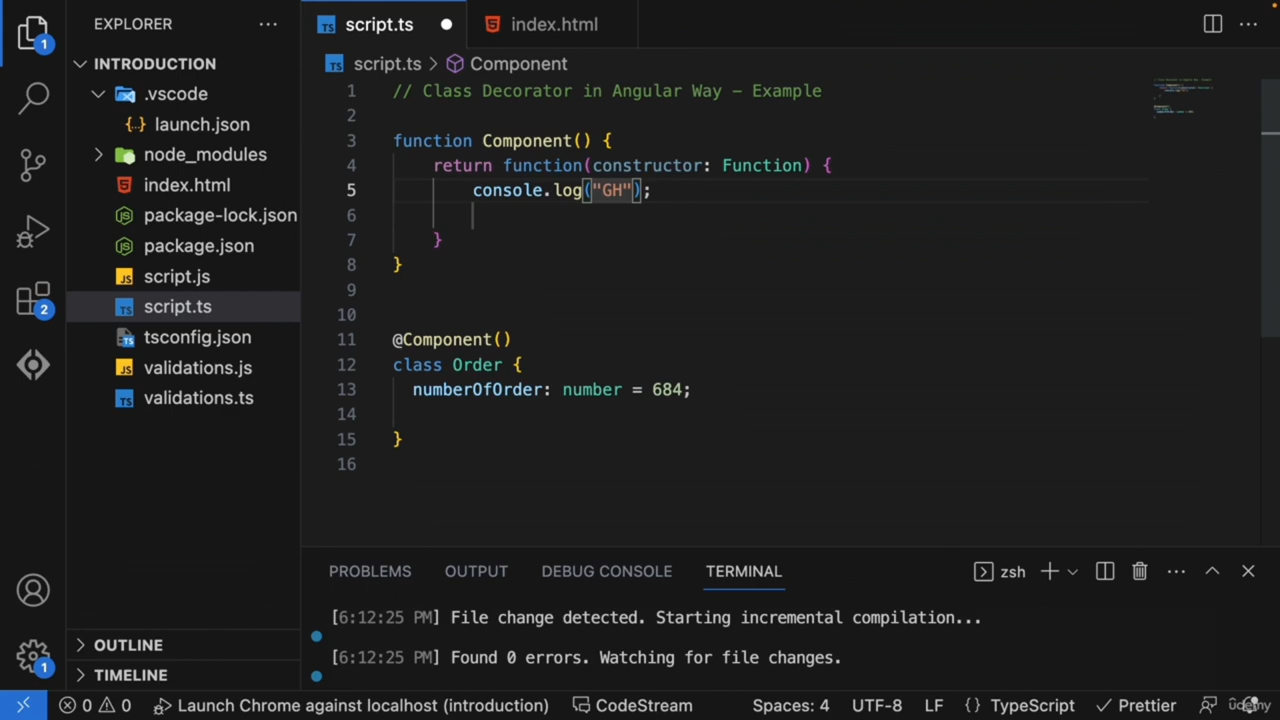 EXPLORER
script.ts
index.html
INTRODUCTION
script.ts > Component
.vscode
launch.json
node_modules
index.html
package-lock.json
package.json
script.js
script.ts
tsconfig.json
validations.js
validations.ts
1 // Class Decorator in Angular Way - Example
2
3 function Component() {
4 return function(constructor: Function) {
5 console.log("GH");
6
7 }
8 }
9
10
11 @Component()
12 class Order {
13 numberOfOrder: number = 684;
14
15 }
16
1
2
1
OUTLINE
TIMELINE
PROBLEMS OUTPUT DEBUG CONSOLE TERMINAL
zsh
[6:12:25 PM] File change detected. Starting incremental compilation...
[6:12:25 PM] Found 0 errors. Watching for file changes.
0 0 Launch Chrome against localhost (introduction) CodeStream Spaces: 4 UTF-8 LF {} TypeScript Prettier
udemy